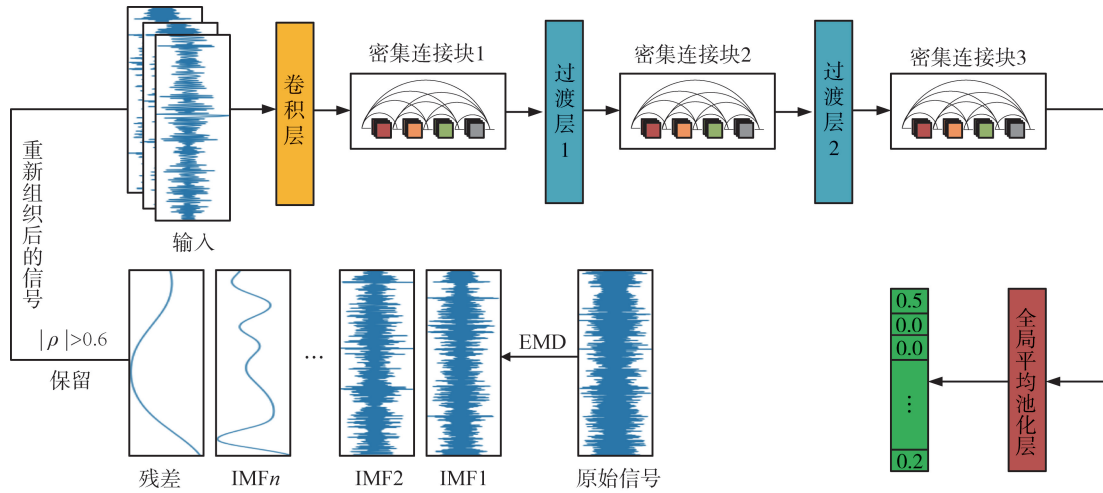 密集连接块1
密集连接块2
密集连接块3
卷积层
过渡层1
过渡层2
重新组织后的信号
输入
|ρ|>0.6
保留
...
EMD
残差
IMFn
IMF2
IMF1
原始信号
0.5
0.0
0.0
⋮
0.2
全局平均池化层